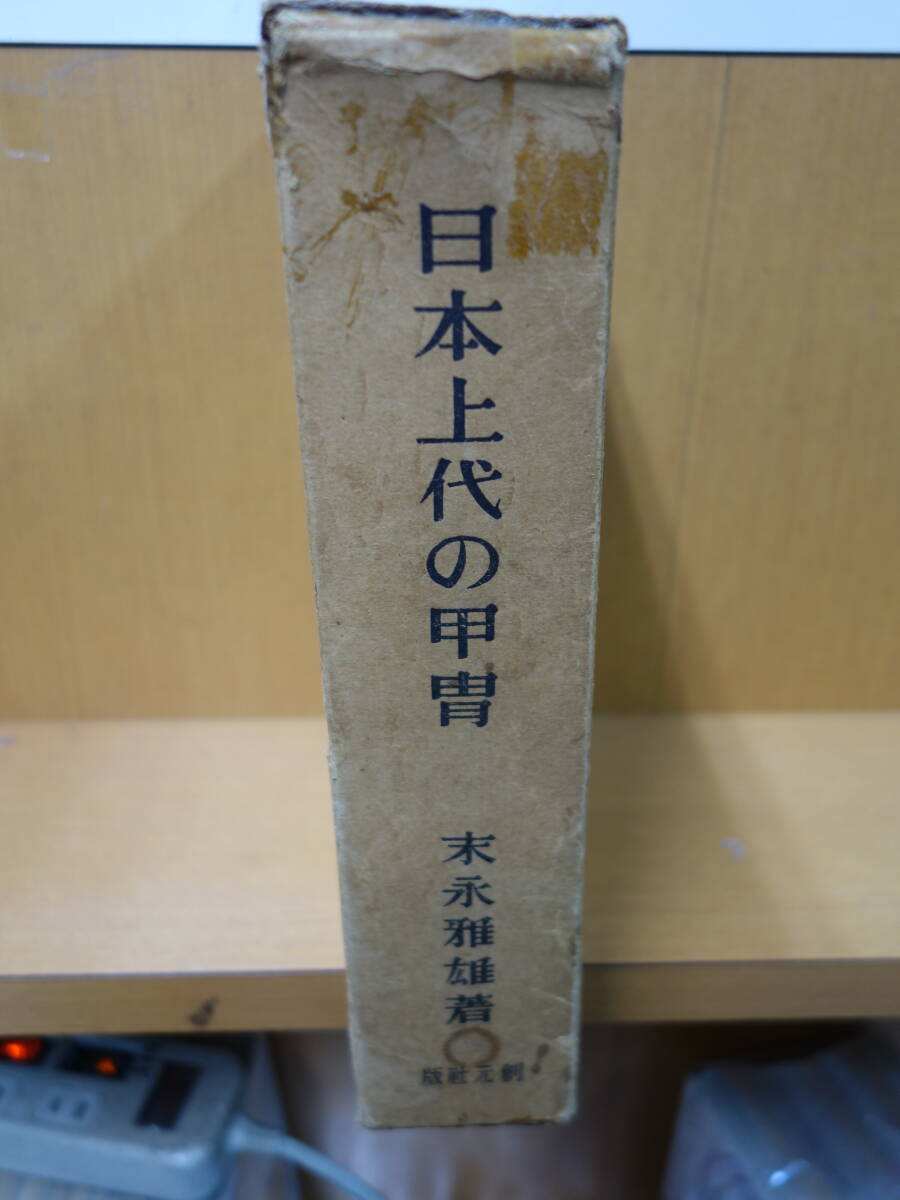 日本上代の甲冑
末永雅雄著
版社元創